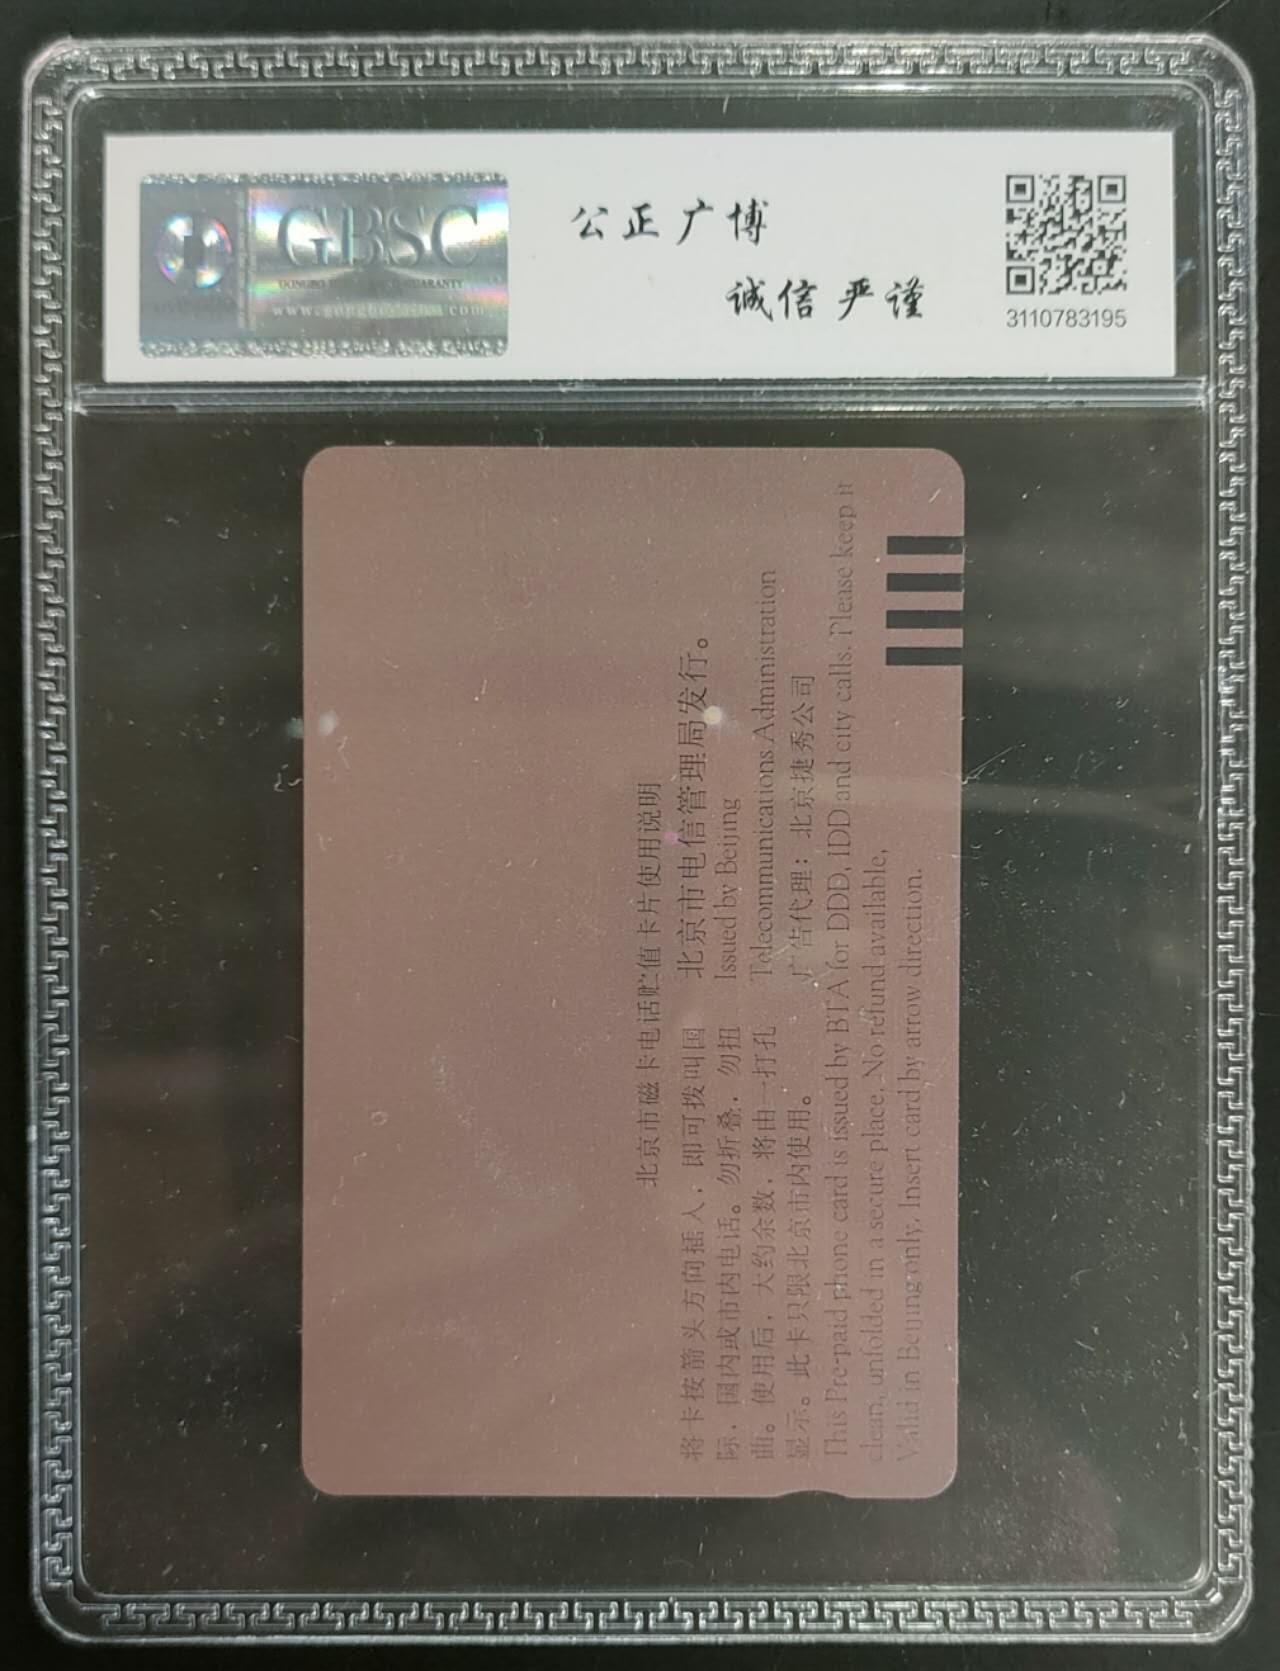 GBSC
公正广博
诚信严谨
3110783195
北京市磁卡电话贮值卡片使用说明
将卡按箭头方向插入，即可拨叫国
际，国内或市内电话。勿折叠，勿扭
曲。使用后，大约余数，将由一打孔
显示。此卡只限北京市内使用。
北京市电信管理局发行。
Issued by Beijing
Telecommunications Administration
广告代理：北京捷秀公司
This Pre-paid phone card is issued by BTA for DDD, IDD and city calls. Please keep it
clean, unfolded in a secure place. No refund available,
Valid in Beijing only. Insert card by arrow direction.